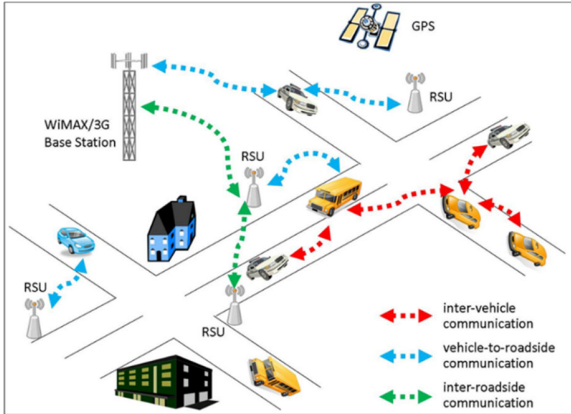 GPS
RSU
WiMAX/3G
Base Station
RSU
RSU
RSU
inter-vehicle
communication
vehicle-to-roadside
communication
inter-roadside
communication